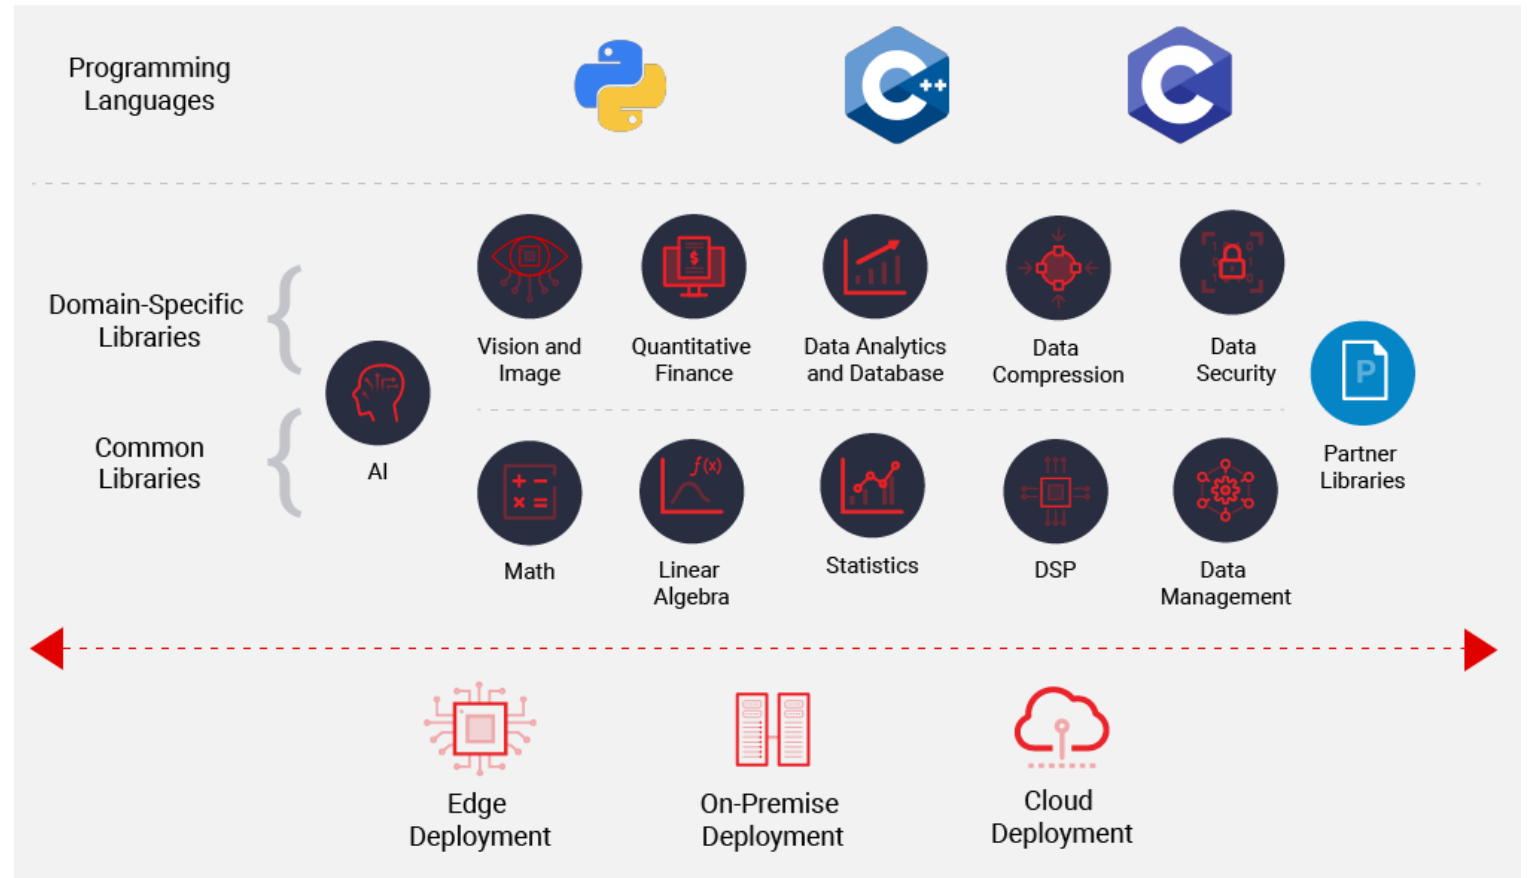 Programming
Languages
C++
C
Domain-Specific
Libraries
$
Vision and
Image
Quantitative
Finance
Data Analytics
and Database
Data
Compression
Data
Security
AI
P
Partner
Libraries
Common
Libraries
+ −
× =
f(x)
Math
Linear
Algebra
Statistics
DSP
Data
Management
Edge
Deployment
On-Premise
Deployment
Cloud
Deployment